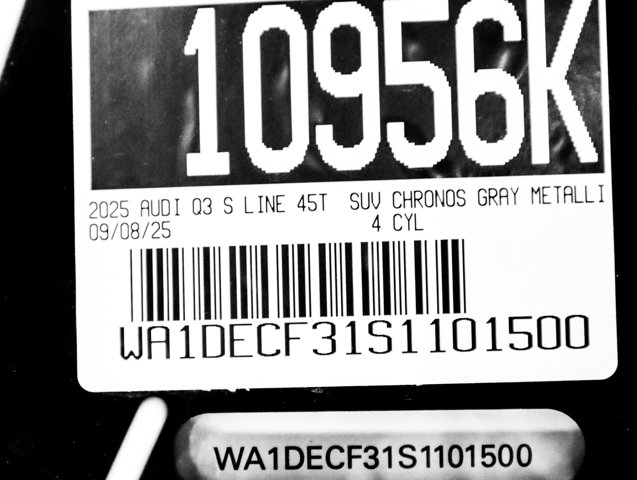 10956K
2025 AUDI Q3 S LINE 45T SUV CHRONOS GRAY METALLI
09/08/25 4 CYL
WA1DECF31S1101500
WA1DECF31S1101500